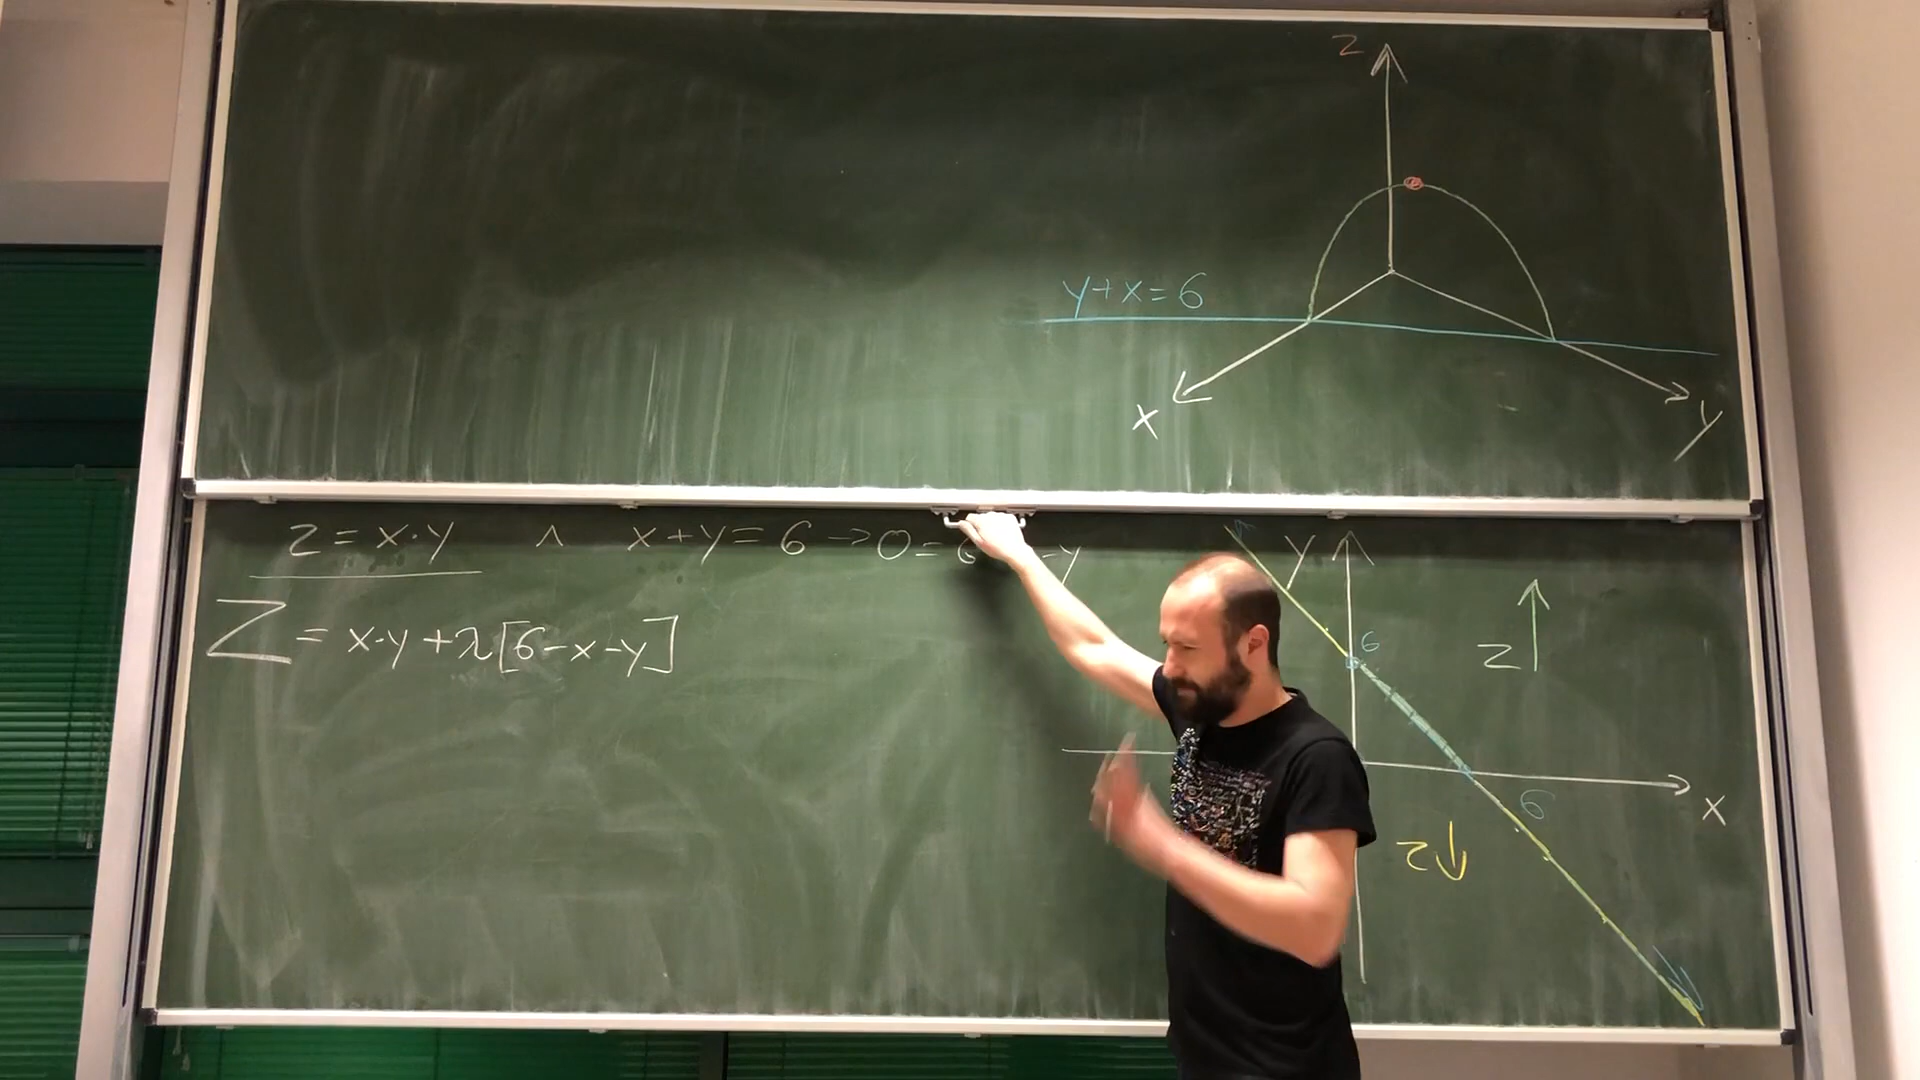 z
y+x=6
x
y
z=x·y ∧ x+y=6→0=6 -y
Z=x·y+λ[6-x-y]
y
6
z↑
x
6
z↓